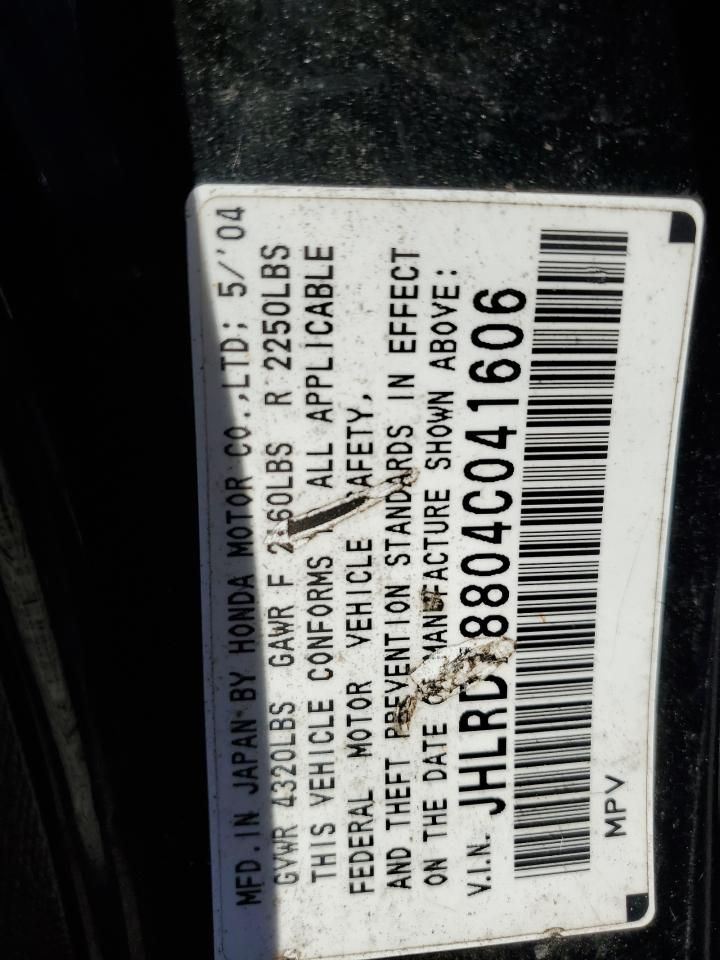 MFD. IN JAPAN BY HONDA MOTOR CO.,LTD; 5/'04
GVWR 4320LBS GAWR F 2 60LBS R 2250LBS
THIS VEHICLE CONFORMS ALL APPLICABLE
FEDERAL MOTOR VEHICLE AFETY,
AND THEFT PREVENTION STANDARDS IN EFFECT
ON THE DATE MANUFACTURE SHOWN ABOVE:
V.I.N. JHLRD 8804C041606
MPV